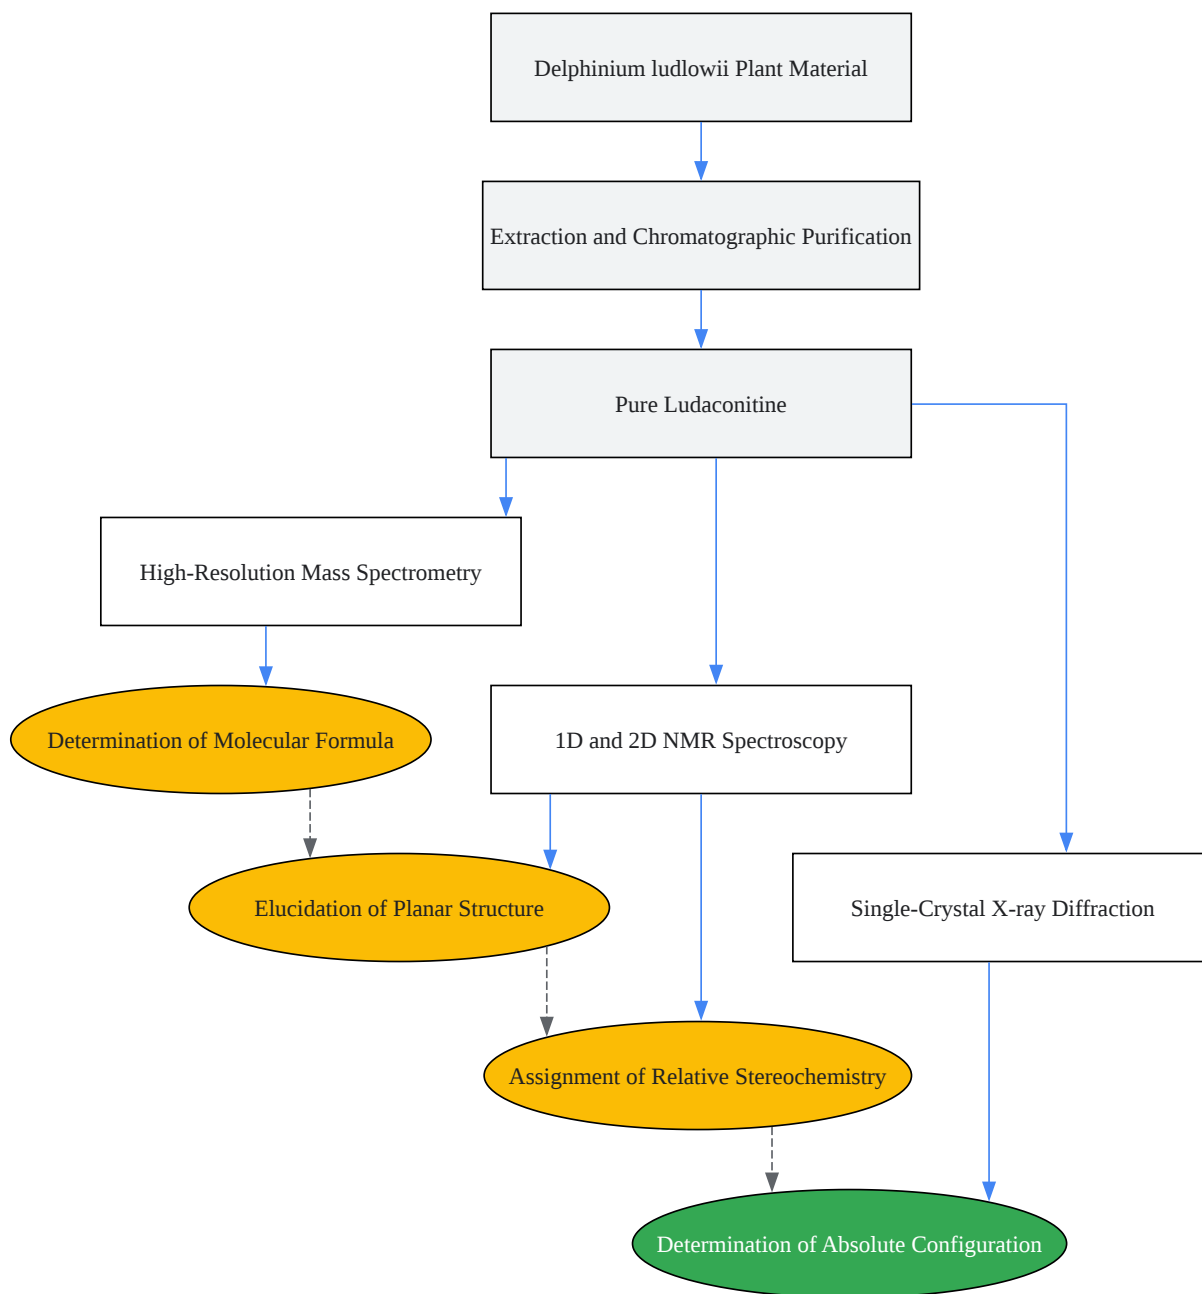 Delphinium ludlowii Plant Material
Extraction and Chromatographic Purification
Pure Ludaconitine
High-Resolution Mass Spectrometry
Determination of Molecular Formula
1D and 2D NMR Spectroscopy
Elucidation of Planar Structure
Single-Crystal X-ray Diffraction
Assignment of Relative Stereochemistry
Determination of Absolute Configuration